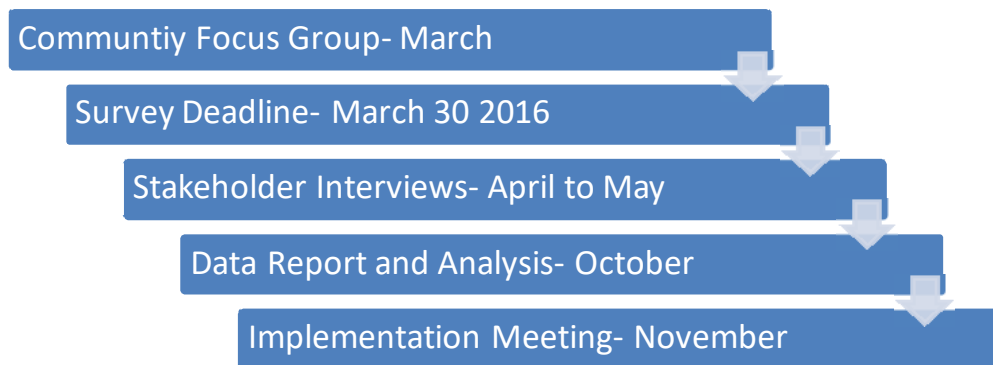 Communtiy Focus Group- March
Survey Deadline- March 30 2016
Stakeholder Interviews- April to May
Data Report and Analysis- October
Implementation Meeting- November